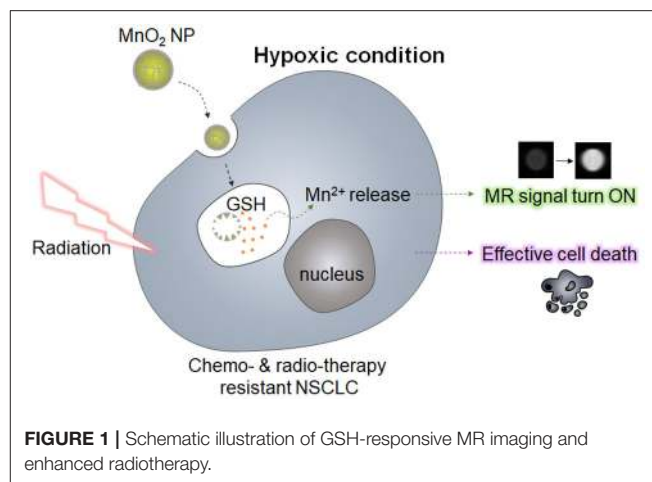 MnO₂ NP
Hypoxic condition
GSH
Mn²⁺ release
MR signal turn ON
Radiation
Effective cell death
nucleus
Chemo- & radio-therapy
resistant NSCLC
FIGURE 1 | Schematic illustration of GSH-responsive MR imaging and
enhanced radiotherapy.